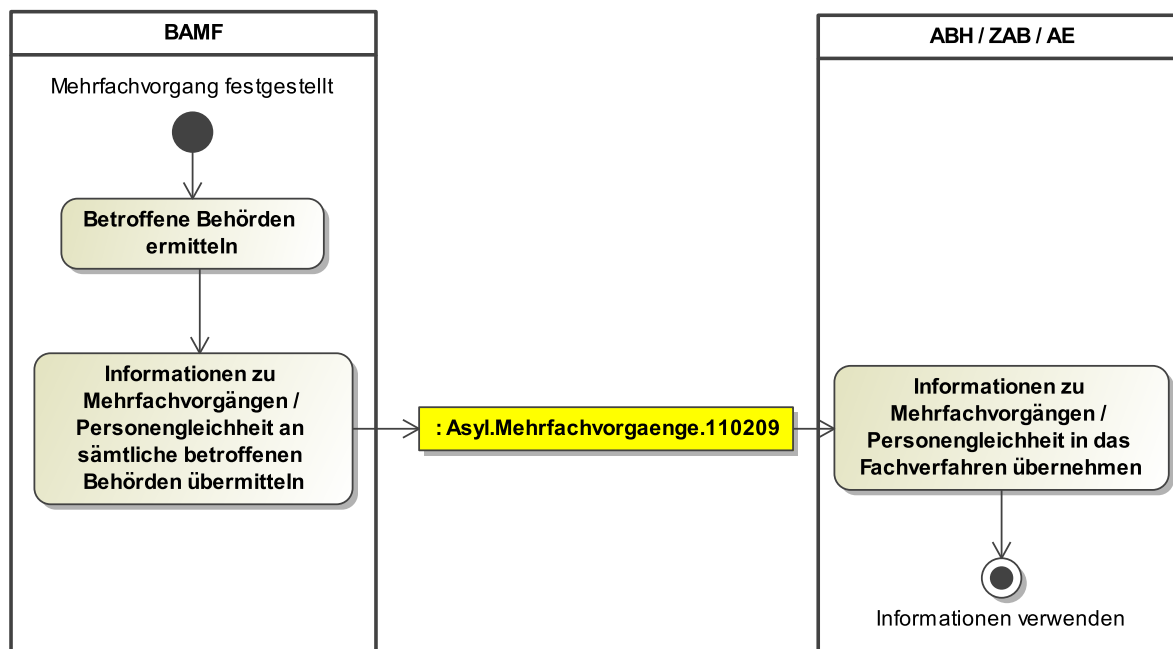 BAMF
Mehrfachvorgang festgestellt
Betroffene Behörden
ermitteln
Informationen zu
Mehrfachvorgängen /
Personengleichheit an
sämtliche betroffenen
Behörden übermitteln
: Asyl.Mehrfachvorgaenge.110209
ABH / ZAB / AE
Informationen zu
Mehrfachvorgängen /
Personengleichheit in das
Fachverfahren übernehmen
Informationen verwenden